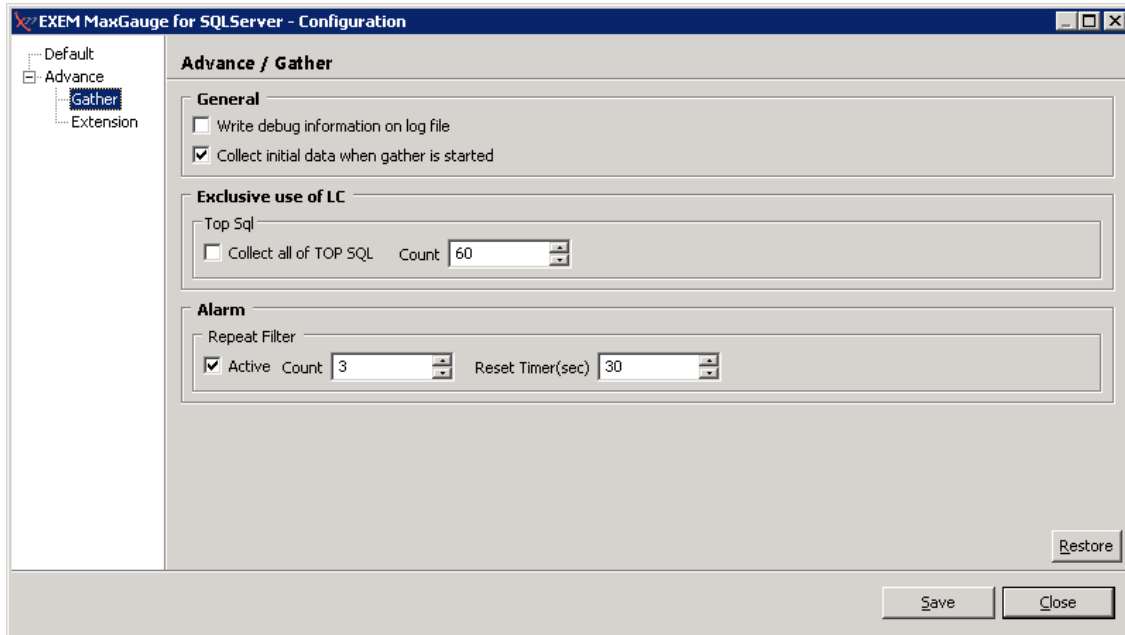 EXEM MaxGauge for SQLServer - Configuration
Default
Advance
Gather
Extension
Advance / Gather
General
Write debug information on log file
Collect initial data when gather is started
Exclusive use of LC
Top Sql
Collect all of TOP SQL Count 60
Alarm
Repeat Filter
Active Count 3 Reset Timer(sec) 30
Restore
Save Close